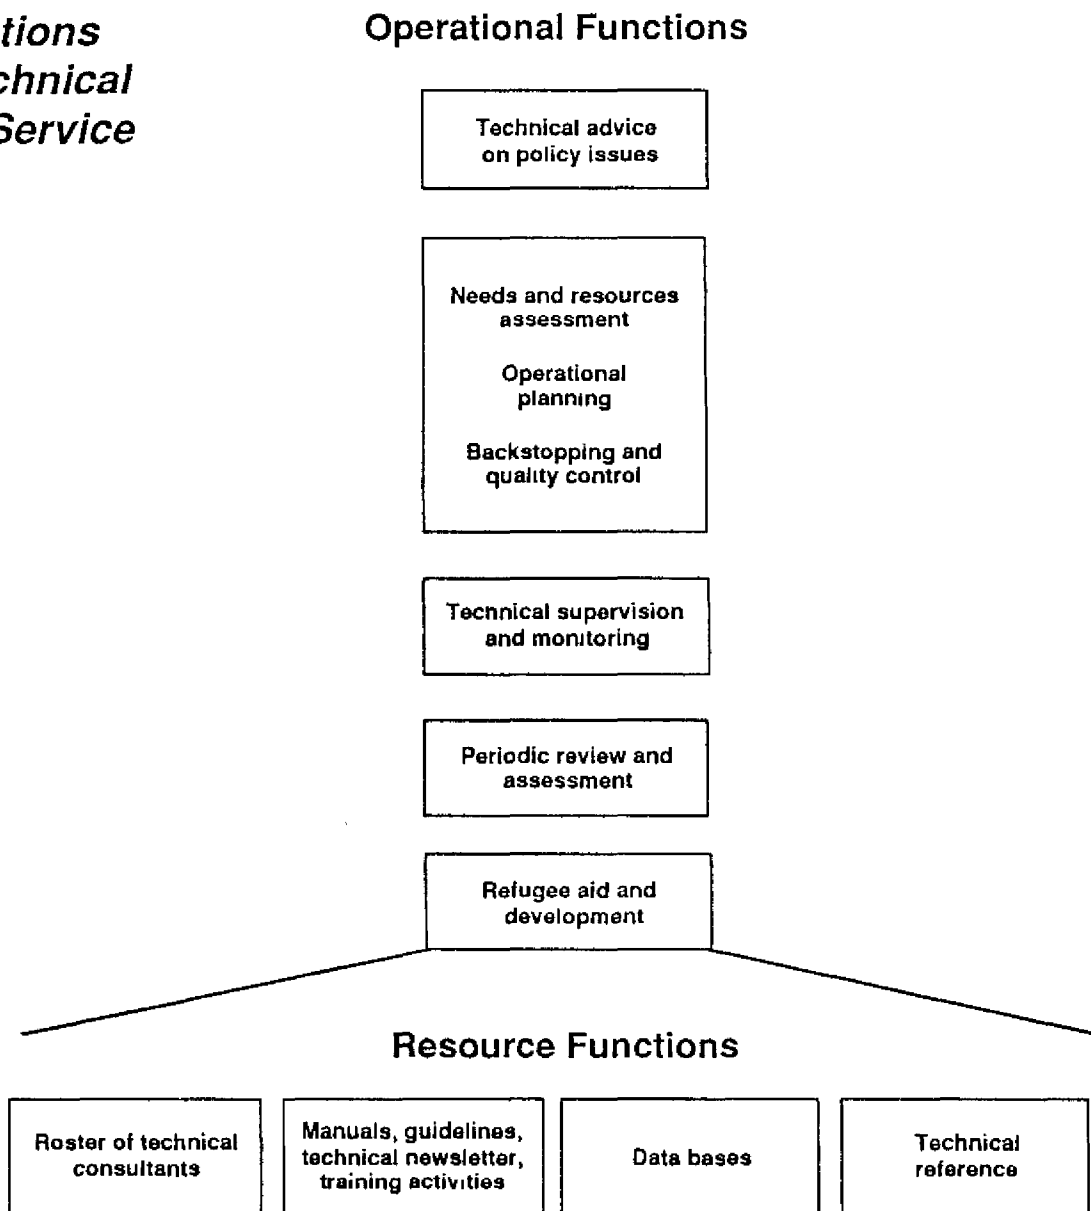 tions
chnical
Service
Operational Functions
Technical advice
on policy issues
Needs and resources
assessment
Operational
planning
Backstopping and
quality control
Technical supervision
and monitoring
Periodic review and
assessment
Refugee aid and
development
Resource Functions
Roster of technical
consultants
Manuals, guidelines,
technical newsletter,
training activities
Data bases
Technical
reference